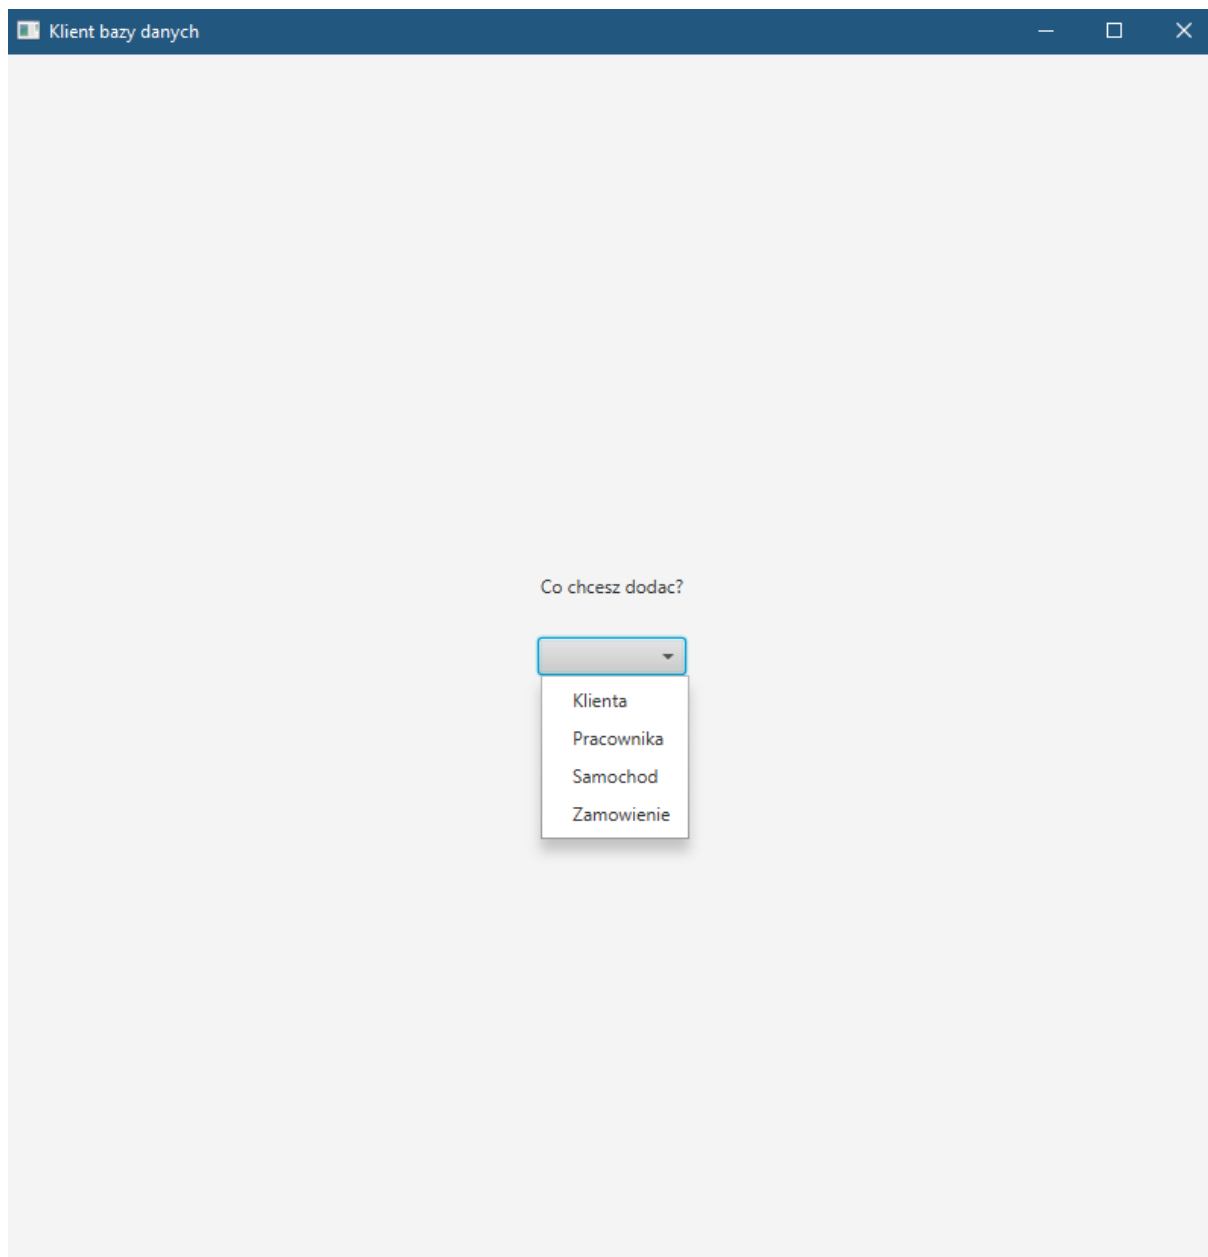 Klient bazy danych
Co chcesz dodac?
Klienta
Pracownika
Samochod
Zamowienie